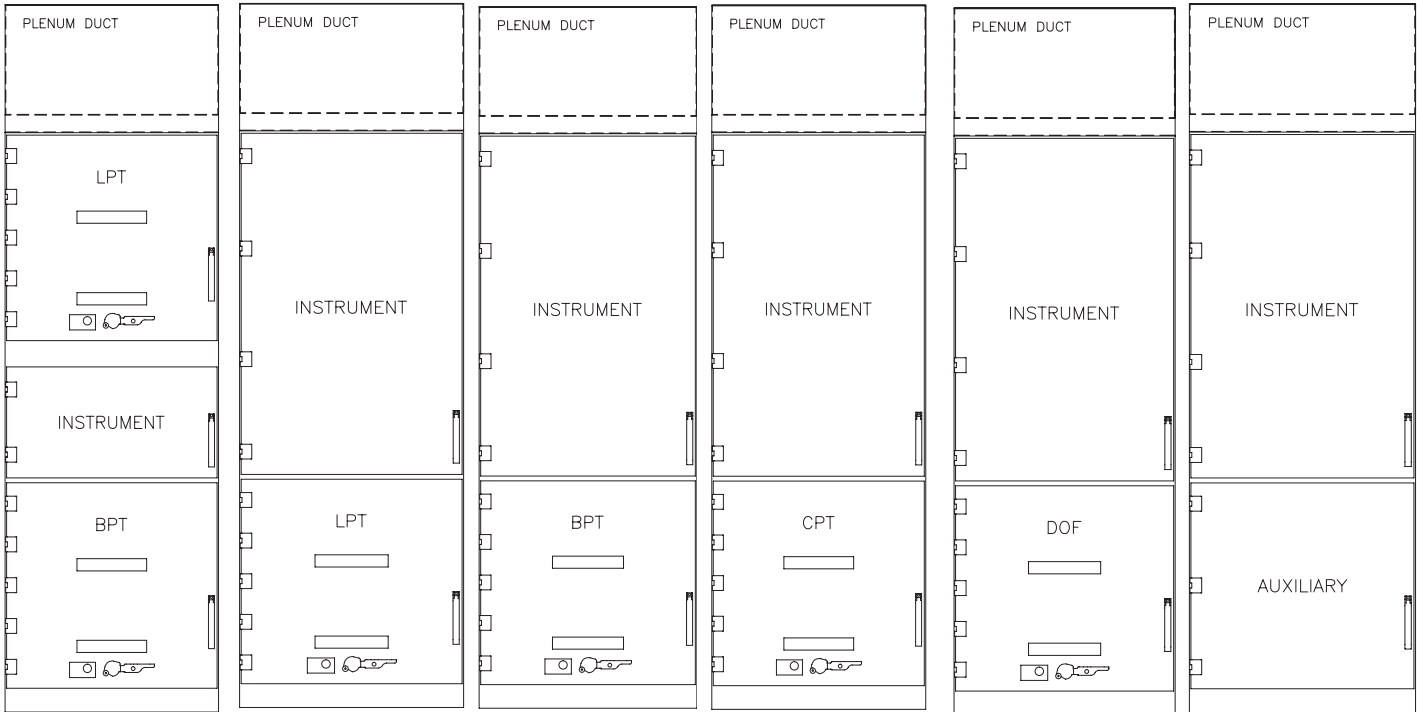 PLENUM DUCT
LPT
INSTRUMENT
BPT
PLENUM DUCT
INSTRUMENT
LPT
PLENUM DUCT
INSTRUMENT
BPT
PLENUM DUCT
INSTRUMENT
CPT
PLENUM DUCT
INSTRUMENT
DOF
PLENUM DUCT
INSTRUMENT
AUXILIARY